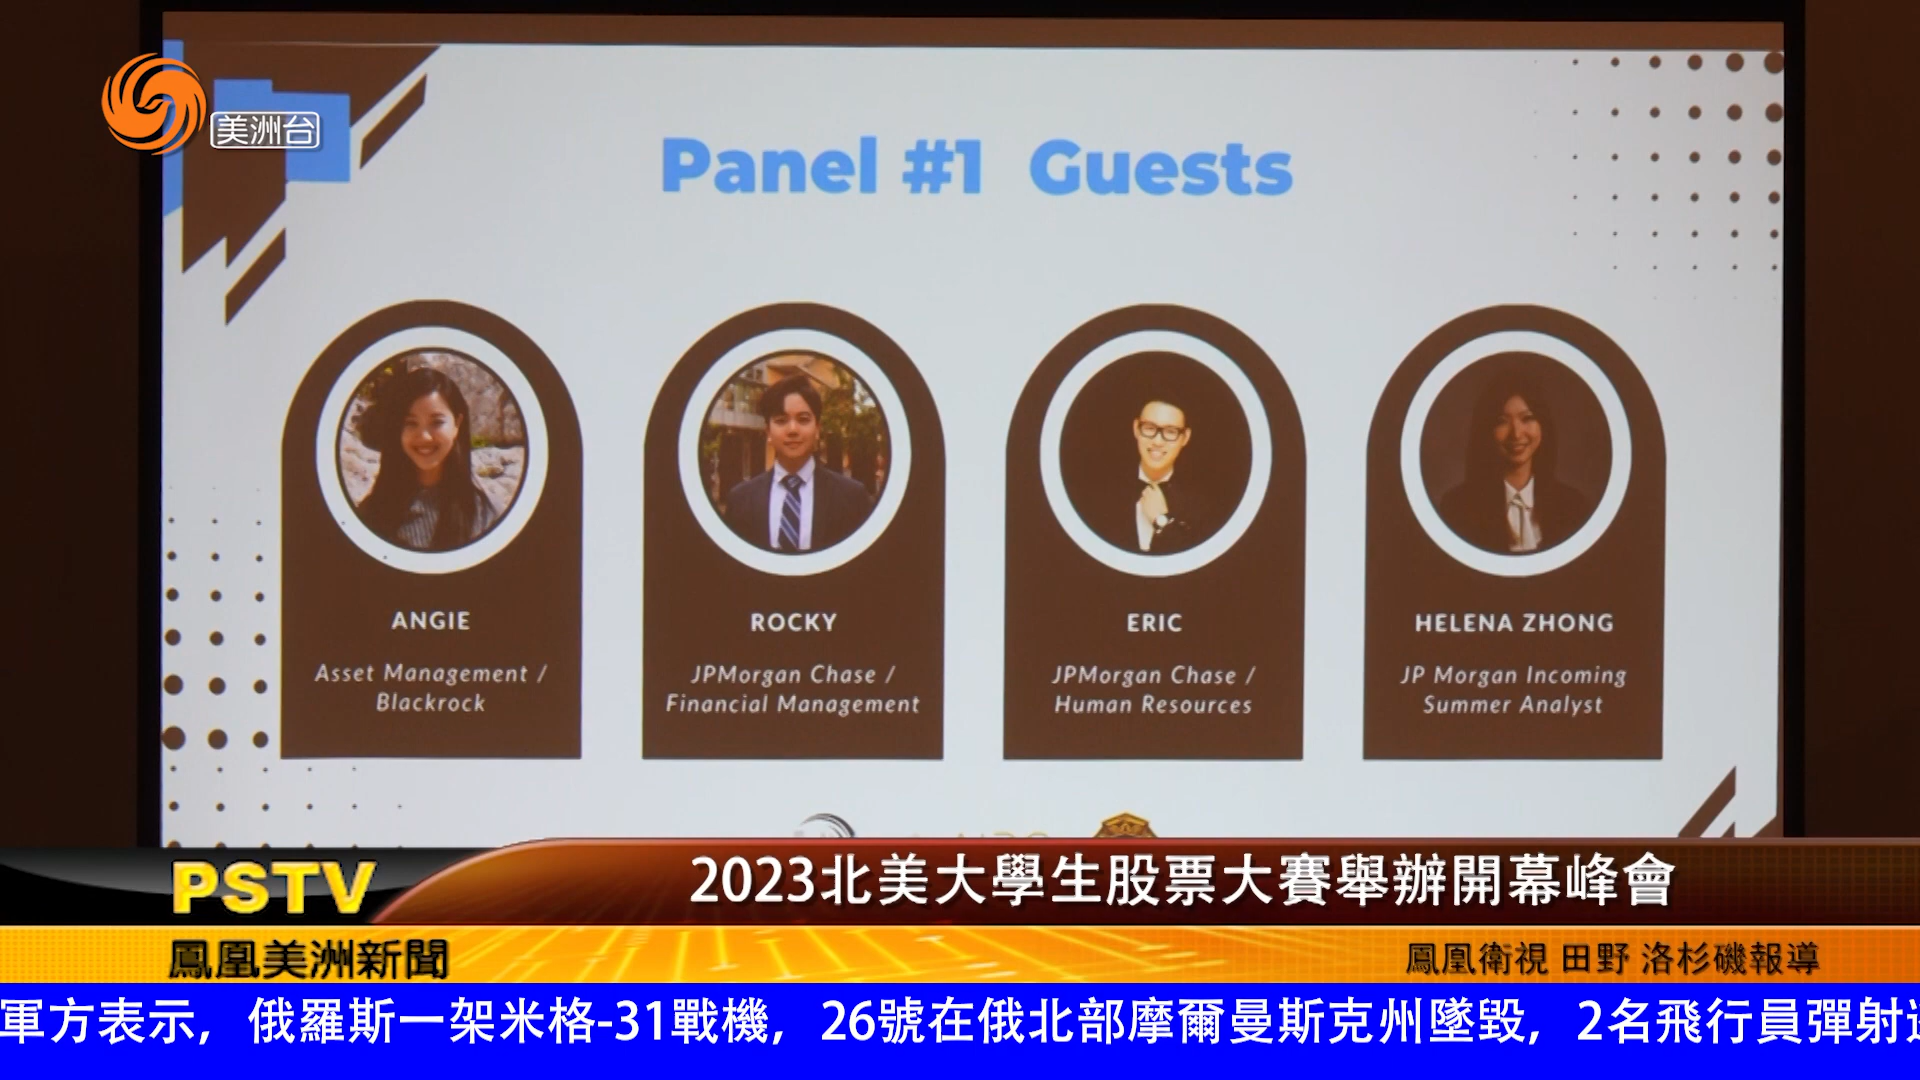 美洲台
Panel #1 Guests
ANGIE
Asset Management /
Blackrock
ROCKY
JPMorgan Chase /
Financial Management
ERIC
JPMorgan Chase /
Human Resources
HELENA ZHONG
JP Morgan Incoming
Summer Analyst
PSTV
2023北美大學生股票大賽舉辦開幕峰會
鳳凰美洲新聞
鳳凰衛視 田野 洛杉磯報導
軍方表示，俄羅斯一架米格-31戰機，26號在俄北部摩爾曼斯克州墜毀，2名飛行員彈射